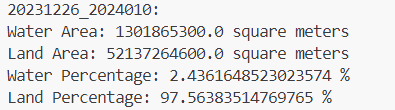 20231226_2024010:
Water Area: 1301865300.0 square meters
Land Area: 52137264600.0 square meters
Water Percentage: 2.4361648523023574 %
Land Percentage: 97.56383514769765 %